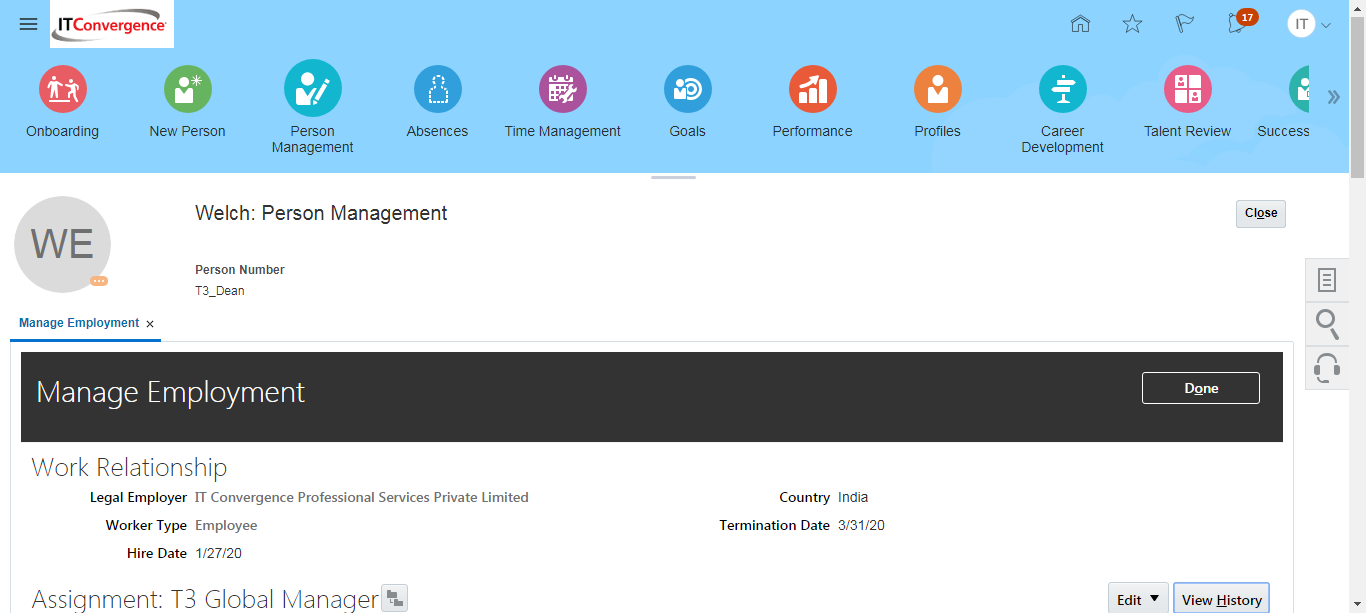 ITConvergence
17
IT
Onboarding
New Person
Person Management
Absences
Time Management
Goals
Performance
Profiles
Career Development
Talent Review
Success
WE
Welch: Person Management
Close
Person Number
T3_Dean
Manage Employment ×
Manage Employment
Done
Work Relationship
Legal Employer IT Convergence Professional Services Private Limited
Country India
Worker Type Employee
Termination Date 3/31/20
Hire Date 1/27/20
Assignment: T3 Global Manager
Edit
View History